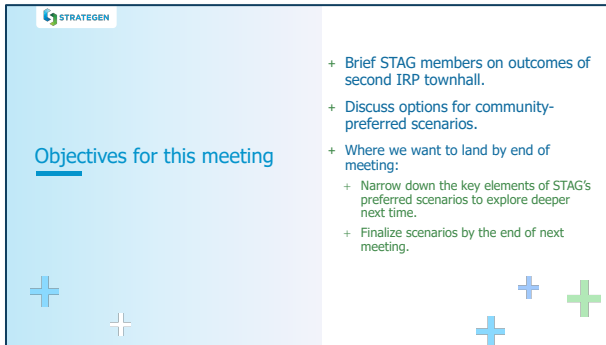 STRATEGEN
Objectives for this meeting
+ Brief STAG members on outcomes of
second IRP townhall.
+ Discuss options for community-
preferred scenarios.
+ Where we want to land by end of
meeting:
+ Narrow down the key elements of STAG's
preferred scenarios to explore deeper
next time.
+ Finalize scenarios by the end of next
meeting.